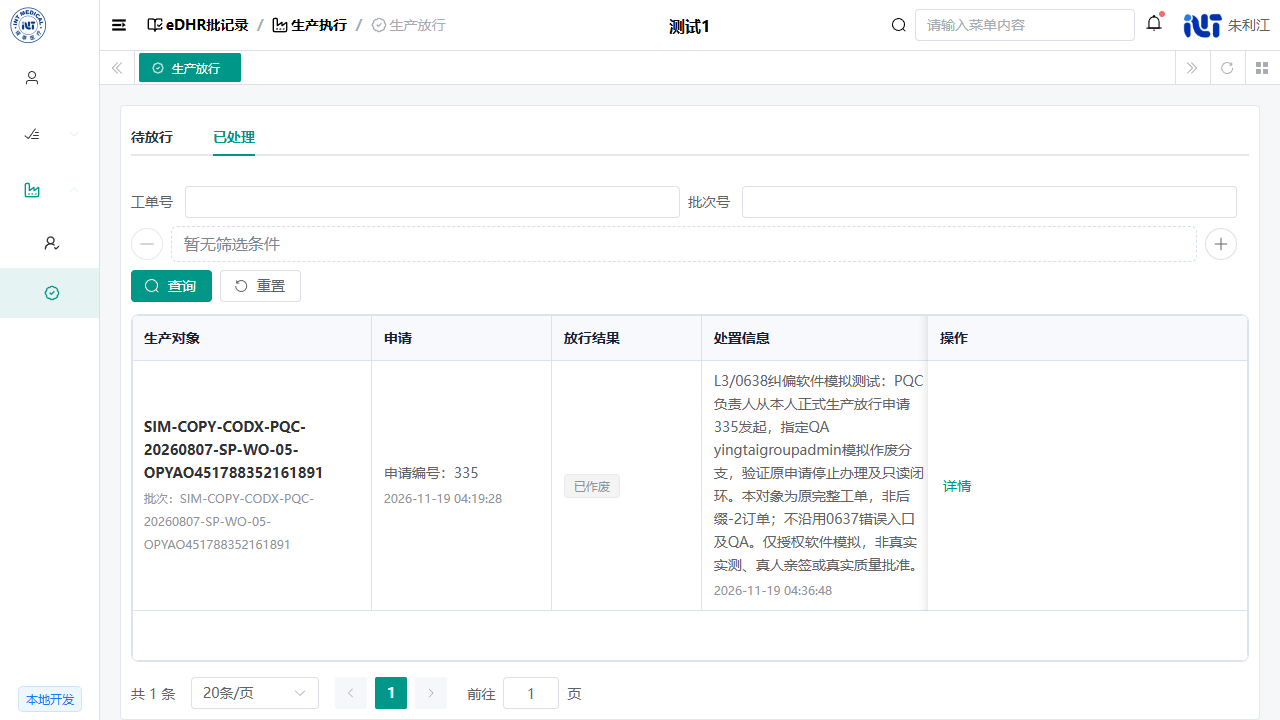 eDHR批记录 / 生产执行 / 生产放行
测试1
请输入菜单内容
朱利江
生产放行
待放行
已处理
工单号
批次号
暂无筛选条件
查询
重置
生产对象
申请
放行结果
处置信息
操作
SIM-COPY-CODX-PQC-
20260807-SP-WO-05-
OPYAO451788352161891
批次：SIM-COPY-CODX-PQC-
20260807-SP-WO-05-
OPYAO451788352161891
申请编号：335
2026-11-19 04:19:28
已作废
L3/0638纠偏软件模拟测试：PQC
负责人从本人正式生产放行申请
335发起，指定QA
yingtaigroupadmin模拟作废分
支，验证原申请停止办理及只读闭
环。本对象为原完整工单，非后
缀-2订单；不沿用0637错误入口
及QA。仅授权软件模拟，非真实
实测、真人亲签或真实质量批准。
2026-11-19 04:36:48
详情
共 1 条
20条/页
1
前往
1
页
本地开发